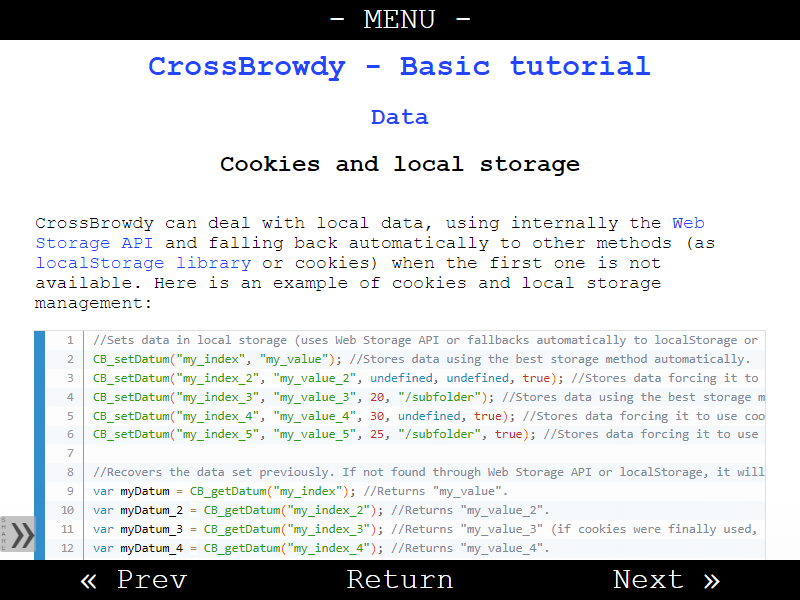 - MENU -
CrossBrowdy - Basic tutorial
Data
Cookies and local storage
CrossBrowdy can deal with local data, using internally the Web
Storage API and falling back automatically to other methods (as
localStorage library or cookies) when the first one is not
available. Here is an example of cookies and local storage
management:
1 //Sets data in local storage (uses Web Storage API or fallbacks automatically to localStorage or
2 CB_setDatum("my_index", "my_value"); //Stores data using the best storage method automatically.
3 CB_setDatum("my_index_2", "my_value_2", undefined, undefined, true); //Stores data forcing it to
4 CB_setDatum("my_index_3", "my_value_3", 20, "/subfolder"); //Stores data using the best storage m
5 CB_setDatum("my_index_4", "my_value_4", 30, undefined, true); //Stores data forcing it to use coo
6 CB_setDatum("my_index_5", "my_value_5", 25, "/subfolder", true); //Stores data forcing it to use
7
8 //Recovers the data set previously. If not found through Web Storage API or localStorage, it will
9 var myDatum = CB_getDatum("my_index"); //Returns "my_value".
10 var myDatum_2 = CB_getDatum("my_index_2"); //Returns "my_value_2".
11 var myDatum_3 = CB_getDatum("my_index_3"); //Returns "my_value_3" (if cookies were finally used,
12 var myDatum_4 = CB_getDatum("my_index_4"); //Returns "my_value_4".
SHARE »
« Prev Return Next »